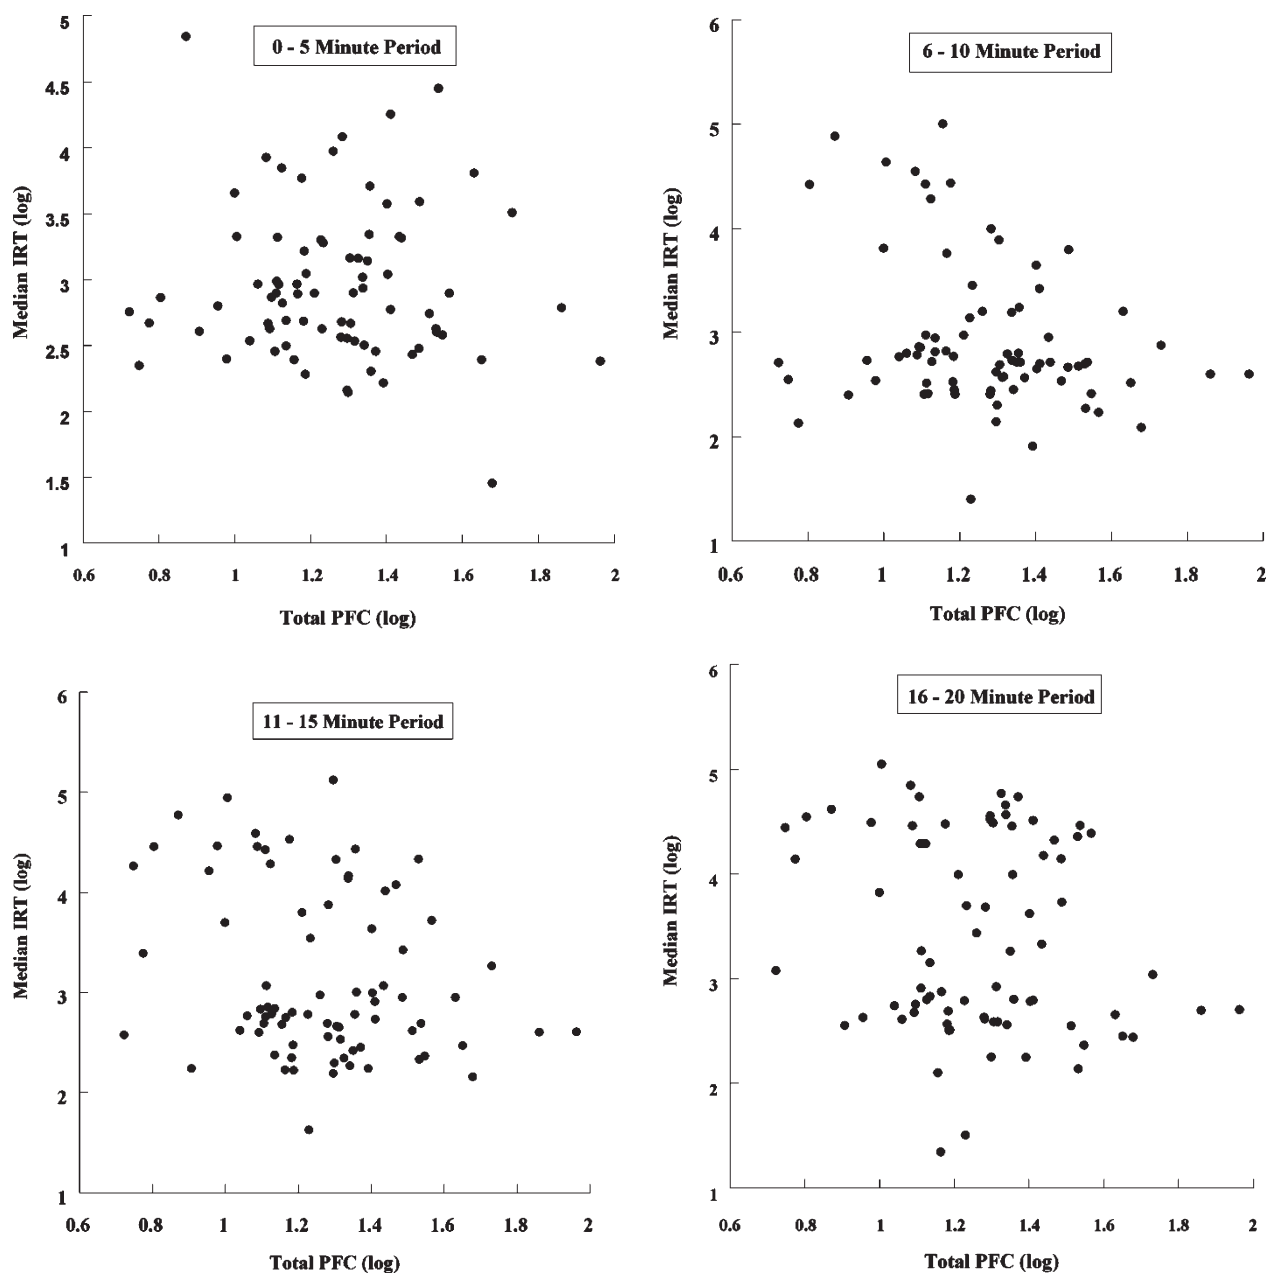 0 - 5 Minute Period
5
4.5
4
3.5
3
2.5
2
1.5
1
Median IRT (log)
0.6 0.8 1 1.2 1.4 1.6 1.8 2
Total PFC (log)
6 - 10 Minute Period
6
5
4
3
2
1
Median IRT (log)
0.6 0.8 1 1.2 1.4 1.6 1.8 2
Total PFC (log)
11 - 15 Minute Period
6
5
4
3
2
1
Median IRT (log)
0.6 0.8 1 1.2 1.4 1.6 1.8 2
Total PFC (log)
16 - 20 Minute Period
6
5
4
3
2
1
Median IRT (log)
0.6 0.8 1 1.2 1.4 1.6 1.8 2
Total PFC (log)